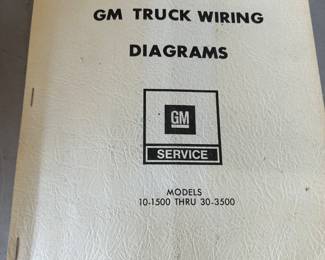 GM TRUCK WIRING
DIAGRAMS
GM
SERVICE
MODELS
10-1500 THRU 30-3500